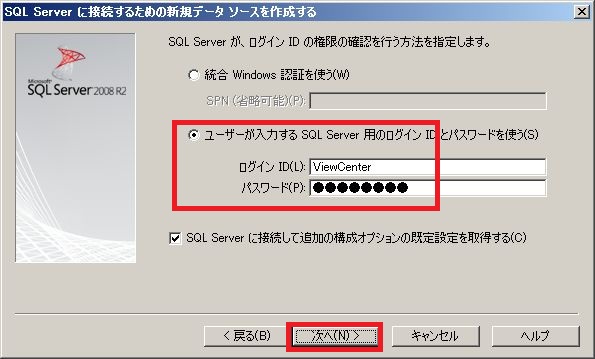 SQL Server に接続するための新規データ ソースを作成する
Microsoft
SQL Server 2008 R2
SQL Server が、ログイン ID の権限の確認を行う方法を指定します。
統合 Windows 認証を使う(W)
SPN (省略可能)(P):
ユーザーが入力する SQL Server 用のログイン ID とパスワードを使う(S)
ログイン ID(L): ViewCenter
パスワード(P): ●●●●●●●●
SQL Server に接続して追加の構成オプションの既定設定を取得する(C)
< 戻る(B) 次へ(N) > キャンセル ヘルプ